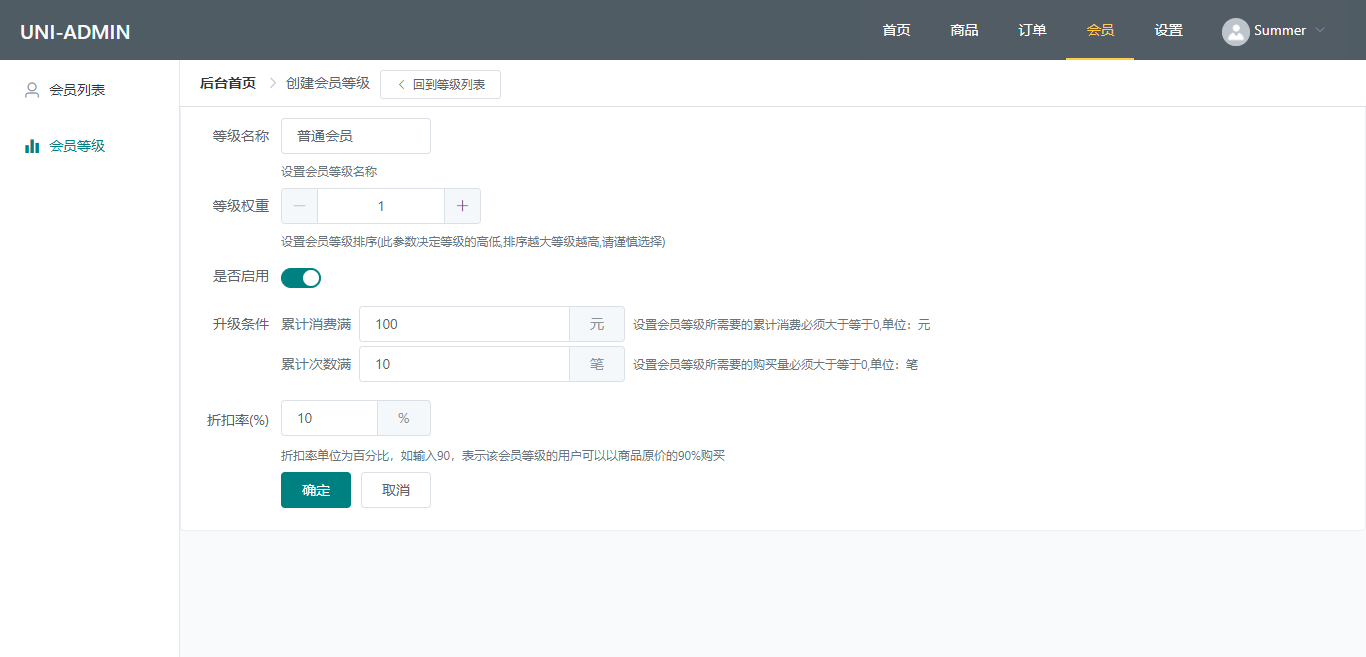 UNI-ADMIN 首页 商品 订单 会员 设置 Summer
会员列表
会员等级
后台首页 创建会员等级 回到等级列表
等级名称 普通会员
设置会员等级名称
等级权重 1
设置会员等级排序(此参数决定等级的高低,排序越大等级越高,请谨慎选择)
是否启用
升级条件 累计消费满 100 元 设置会员等级所需要的累计消费必须大于等于0,单位：元
累计次数满 10 笔 设置会员等级所需要的购买量必须大于等于0,单位：笔
折扣率(%) 10 %
折扣率单位为百分比，如输入90，表示该会员等级的用户可以以商品原价的90%购买
确定 取消